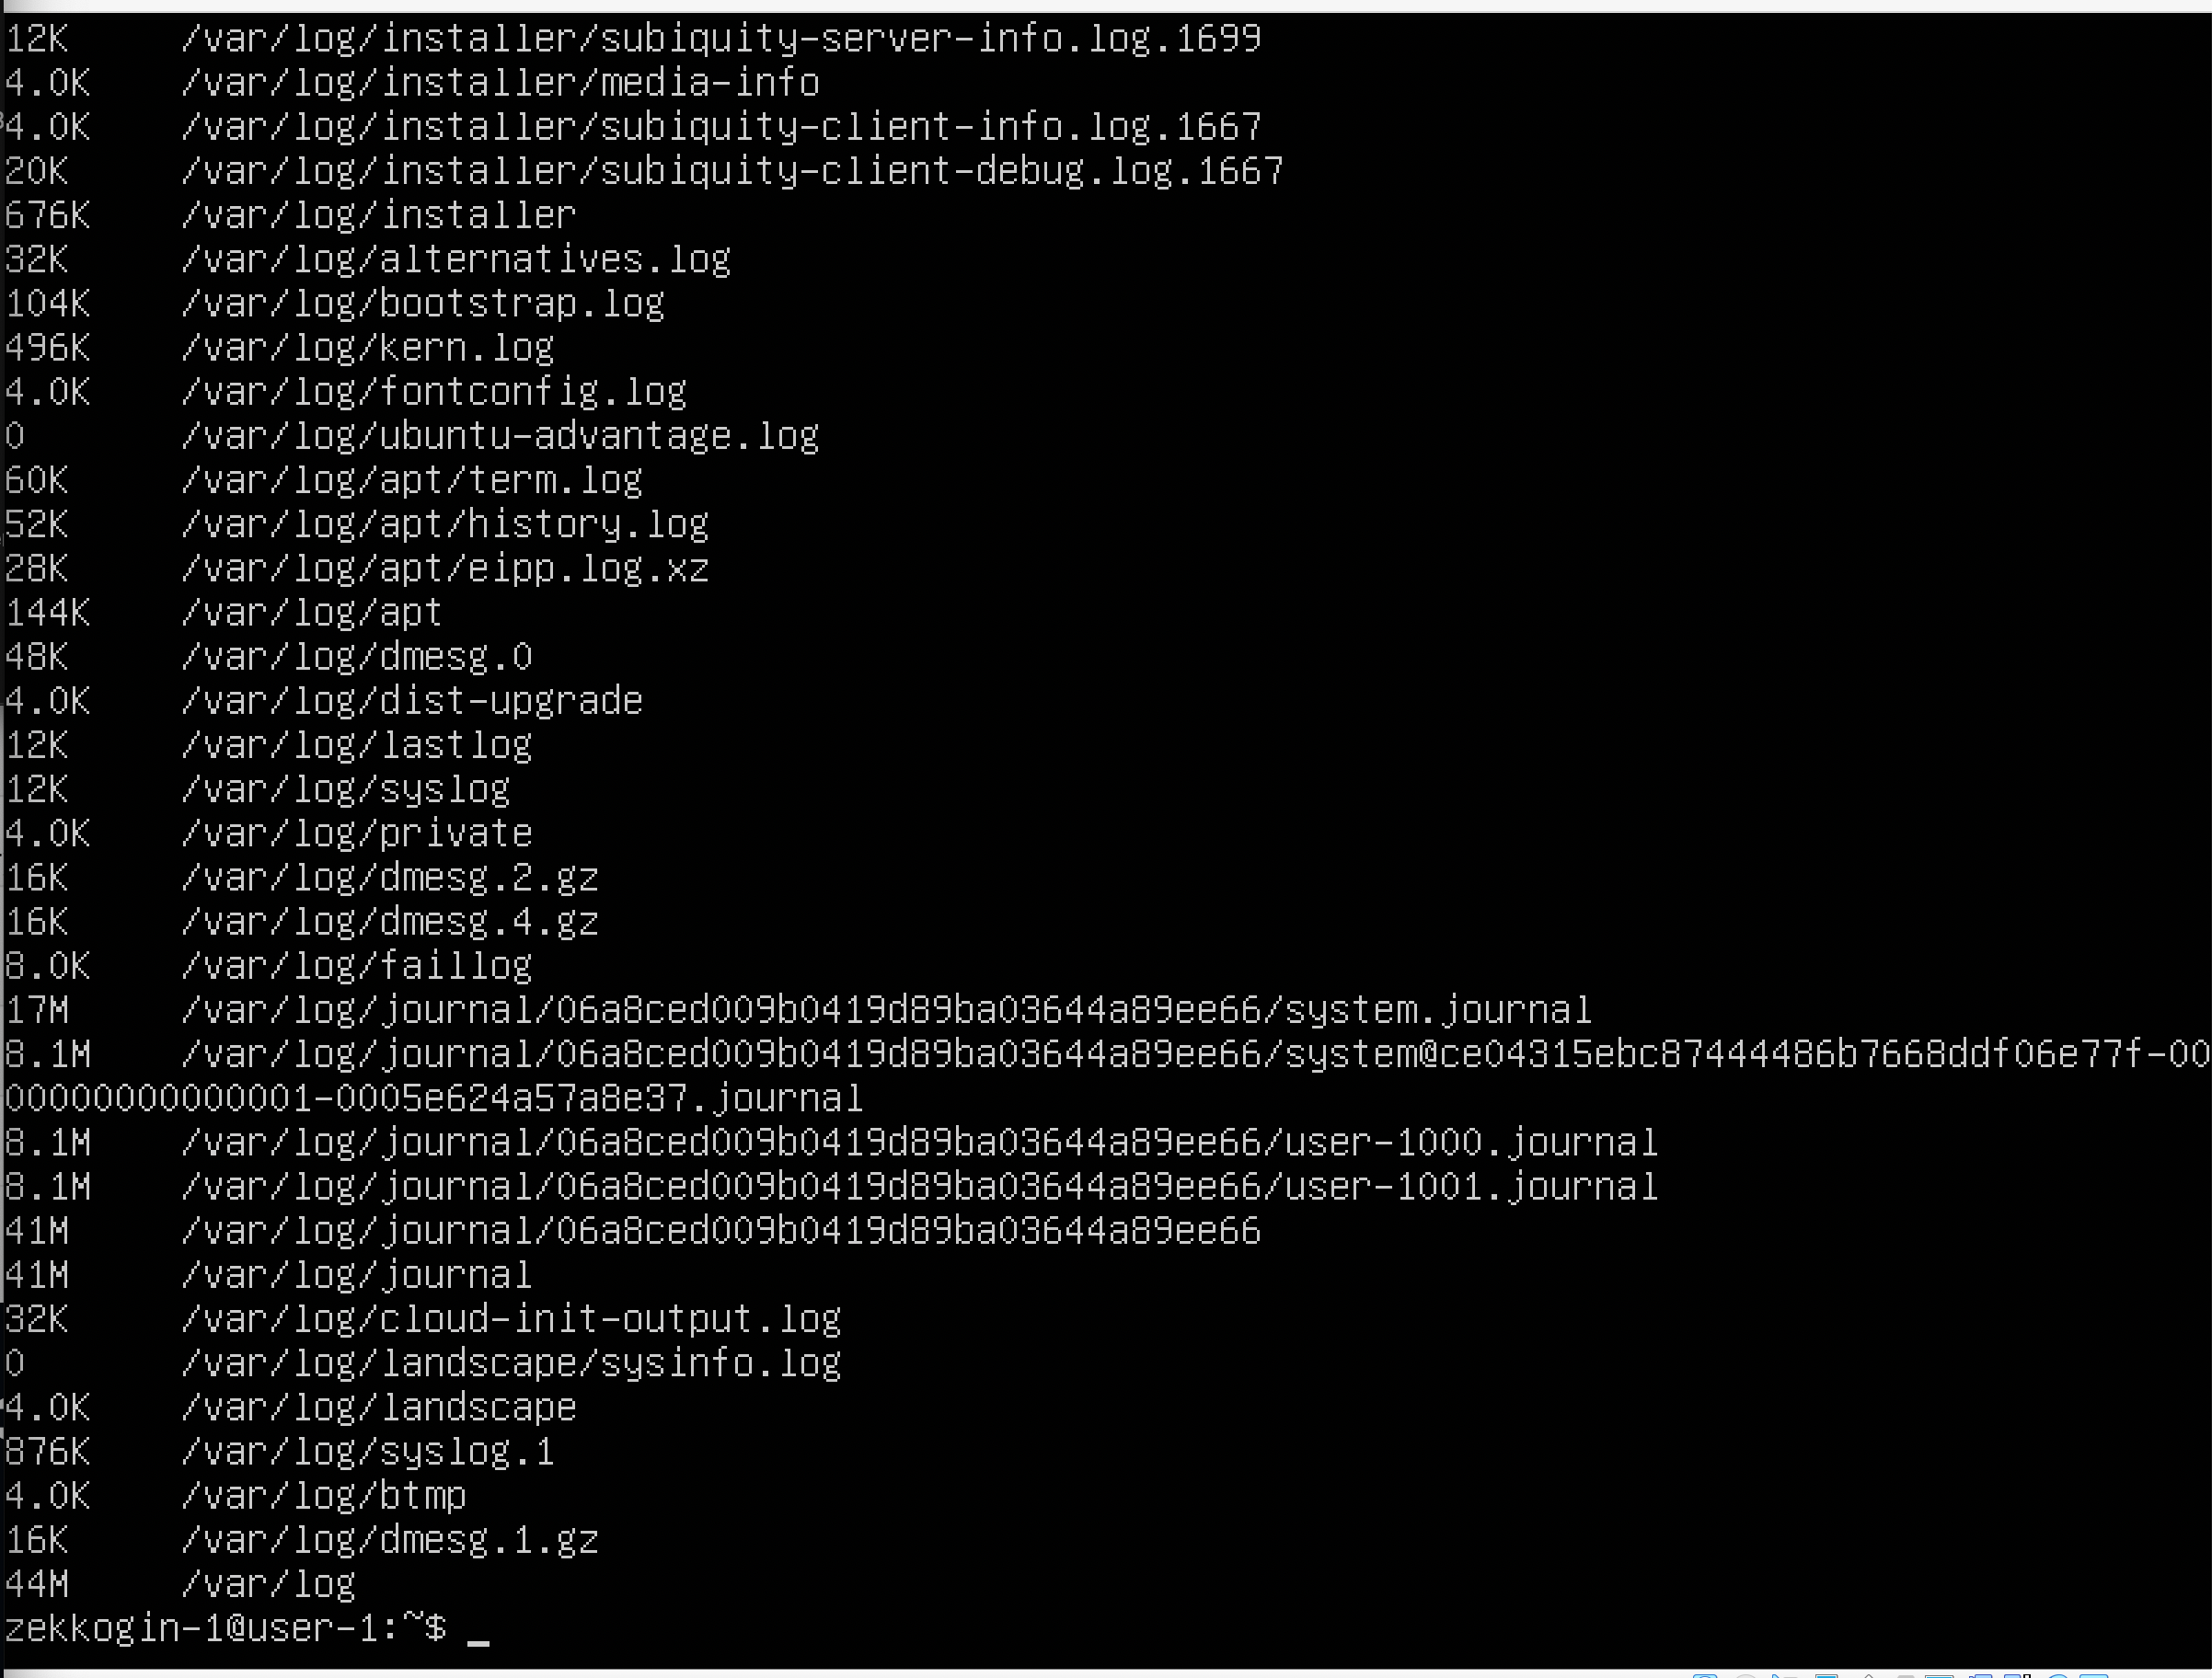 12K     /var/log/installer/subiquity-server-info.log.1699
4.0K    /var/log/installer/media-info
4.0K    /var/log/installer/subiquity-client-info.log.1667
20K     /var/log/installer/subiquity-client-debug.log.1667
676K    /var/log/installer
32K     /var/log/alternatives.log
104K    /var/log/bootstrap.log
496K    /var/log/kern.log
4.0K    /var/log/fontconfig.log
0       /var/log/ubuntu-advantage.log
60K     /var/log/apt/term.log
52K     /var/log/apt/history.log
28K     /var/log/apt/eipp.log.xz
144K    /var/log/apt
48K     /var/log/dmesg.0
4.0K    /var/log/dist-upgrade
12K     /var/log/lastlog
12K     /var/log/syslog
4.0K    /var/log/private
16K     /var/log/dmesg.2.gz
16K     /var/log/dmesg.4.gz
8.0K    /var/log/faillog
17M     /var/log/journal/06a8ced009b0419d89ba03644a89ee66/system.journal
8.1M    /var/log/journal/06a8ced009b0419d89ba03644a89ee66/system@ce04315ebc87444486b7668ddf06e77f-00
00000000000001-0005e624a57a8e37.journal
8.1M    /var/log/journal/06a8ced009b0419d89ba03644a89ee66/user-1000.journal
8.1M    /var/log/journal/06a8ced009b0419d89ba03644a89ee66/user-1001.journal
41M     /var/log/journal/06a8ced009b0419d89ba03644a89ee66
41M     /var/log/journal
32K     /var/log/cloud-init-output.log
0       /var/log/landscape/sysinfo.log
4.0K    /var/log/landscape
876K    /var/log/syslog.1
4.0K    /var/log/btmp
16K     /var/log/dmesg.1.gz
44M     /var/log
zekkogin-1@user-1:~$ _